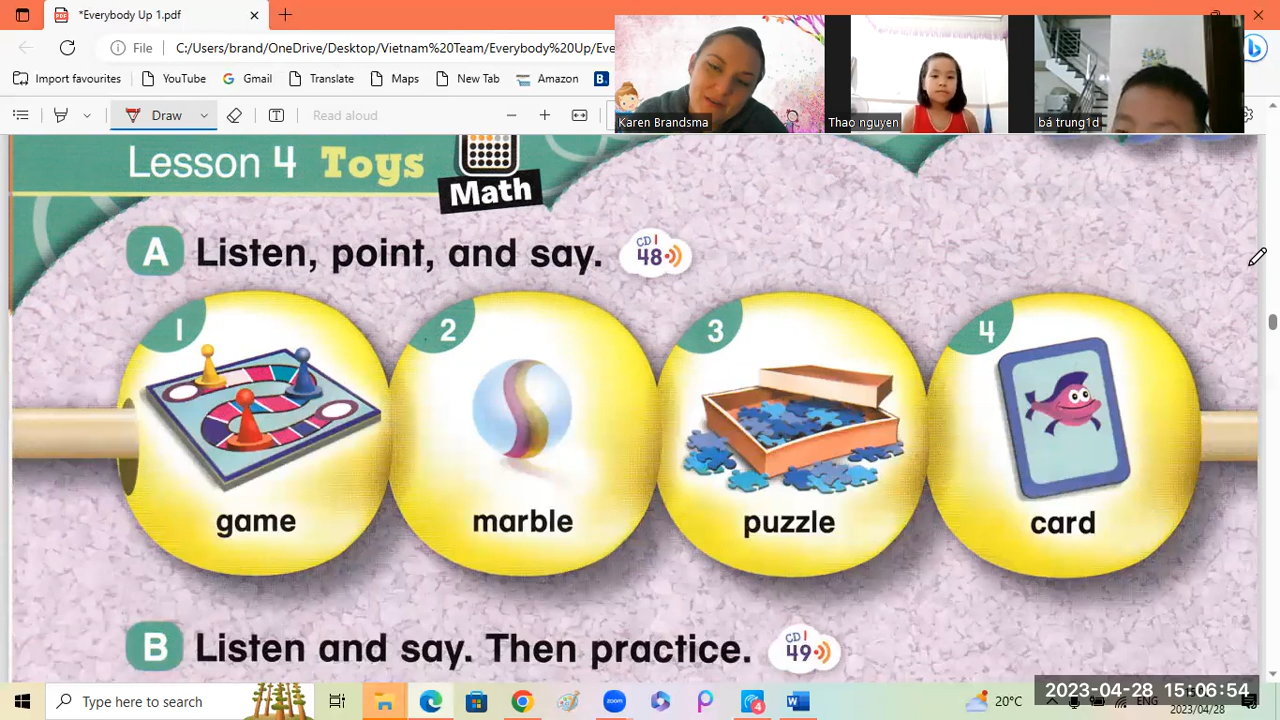 *Everybody Up 1.pdf
File
C:/Users/brams/OneDrive/Desktop/Vietnam%20Team/Everybody%20Up/Eve
Import favourites
YouTube
Gmail
Translate
Maps
New Tab
Amazon
B.
Draw
Read aloud
Karen Brandsma
Thao nguyen
bá trung1d
Lesson 4 Toys
Math
A Listen, point, and say.
CD 1
48
1
2
3
4
game
marble
puzzle
card
B Listen and say. Then practice.
CD 1
49
Type here to search
zoom
4
20°C
ENG
2023-04-28 15:06:54
2023/04/28